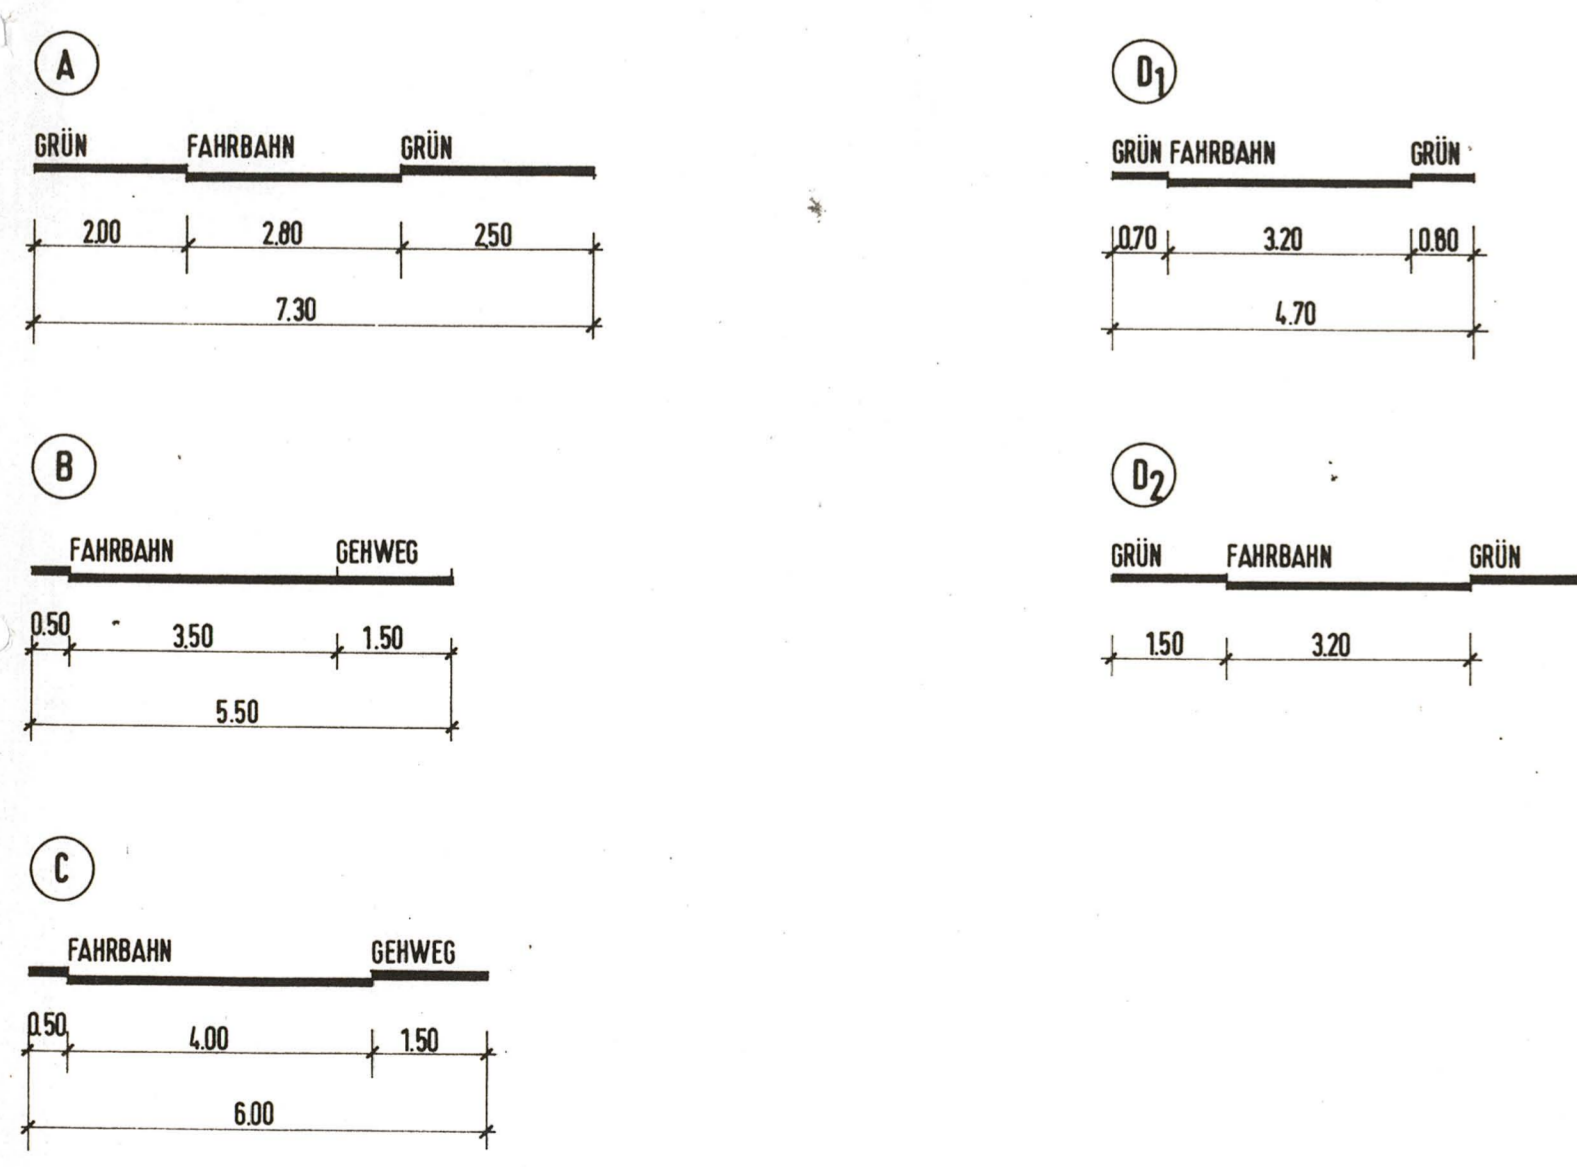 A
GRÜN FAHRBAHN GRÜN
2.00 2.80 2.50
7.30
B
FAHRBAHN GEHWEG
0.50 3.50 1.50
5.50
C
FAHRBAHN GEHWEG
0.50 4.00 1.50
6.00
D1
GRÜN FAHRBAHN GRÜN
0.70 3.20 0.80
4.70
D2
GRÜN FAHRBAHN GRÜN
1.50 3.20